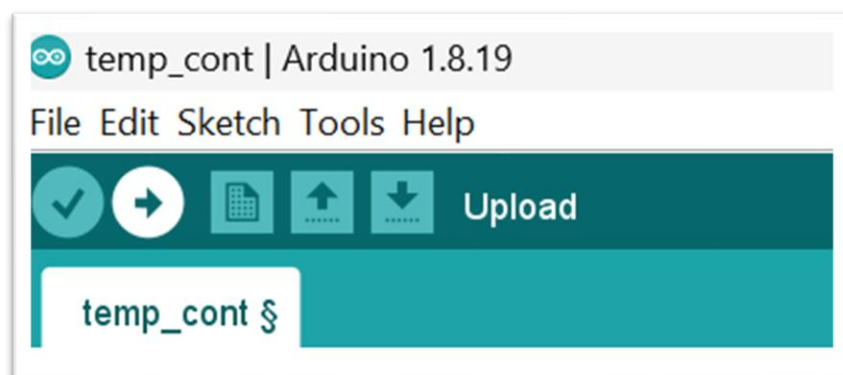 temp_cont | Arduino 1.8.19
File Edit Sketch Tools Help
Upload
temp_cont §